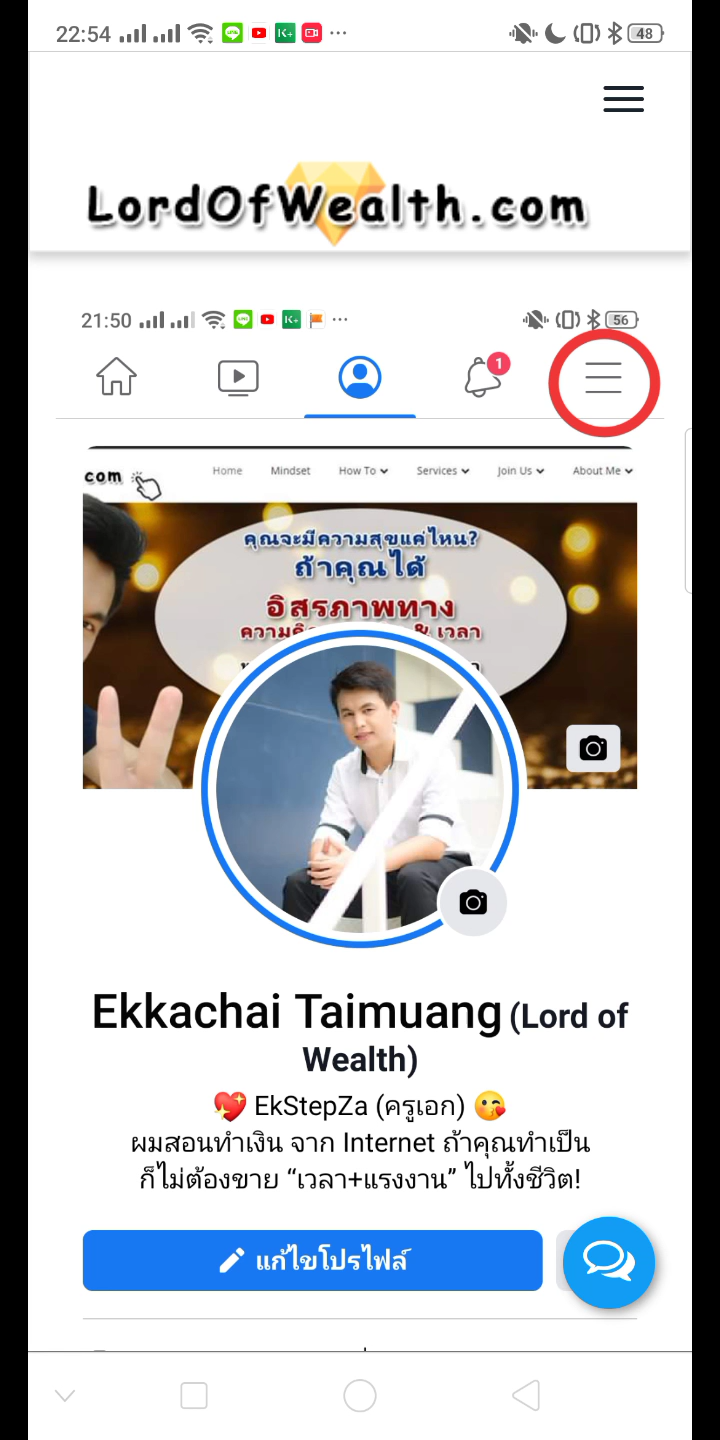 22:54
48
LordOfWealth.com
21:50
56
1
com Home Mindset How To Services Join Us About Me
คุณจะมีความสุขแค่ไหน?
ถ้าคุณได้
อิสรภาพทาง
& เวลา
Ekkachai Taimuang (Lord of
Wealth)
💖 EkStepZa (ครูเอก) 😘
ผมสอนทำเงิน จาก Internet ถ้าคุณทำเป็น
ก็ไม่ต้องขาย “เวลา+แรงงาน” ไปทั้งชีวิต!
แก้ไขโปรไฟล์